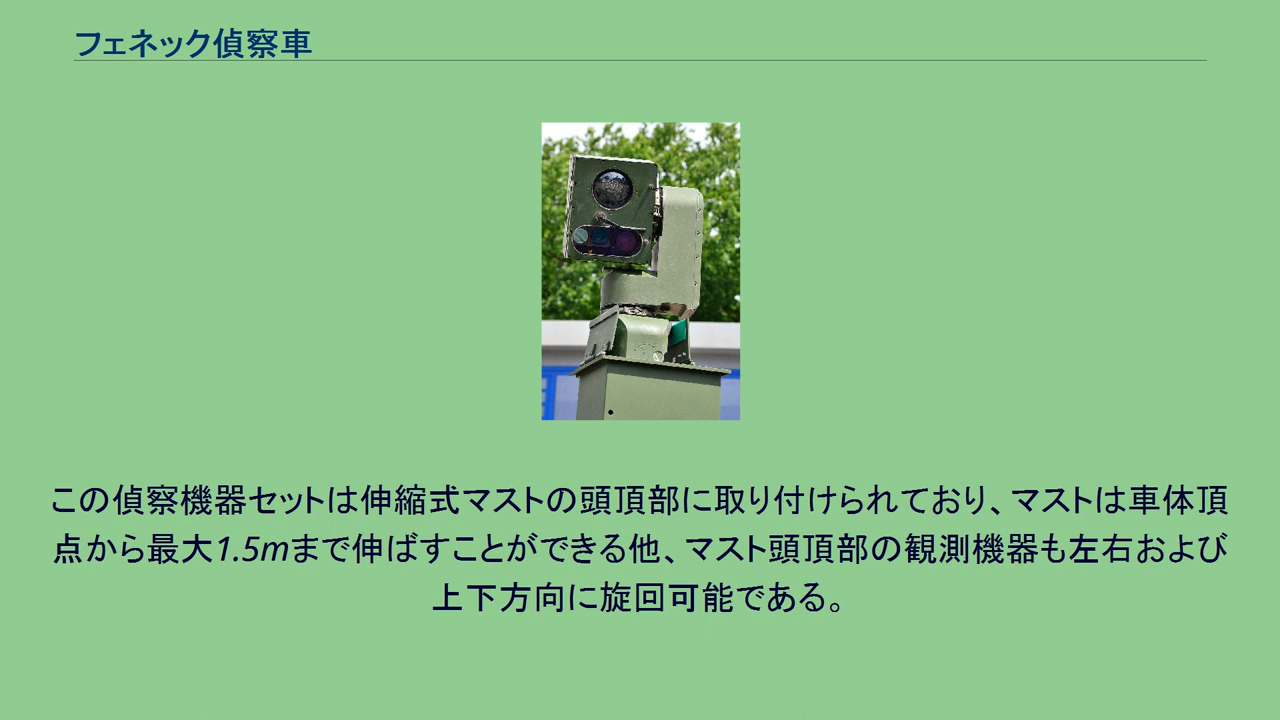 フェネック偵察車
この偵察機器セットは伸縮式マストの頭頂部に取り付けられており、マストは車体頂
点から最大1.5mまで伸ばすことができる他、マスト頭頂部の観測機器も左右および
上下方向に旋回可能である。